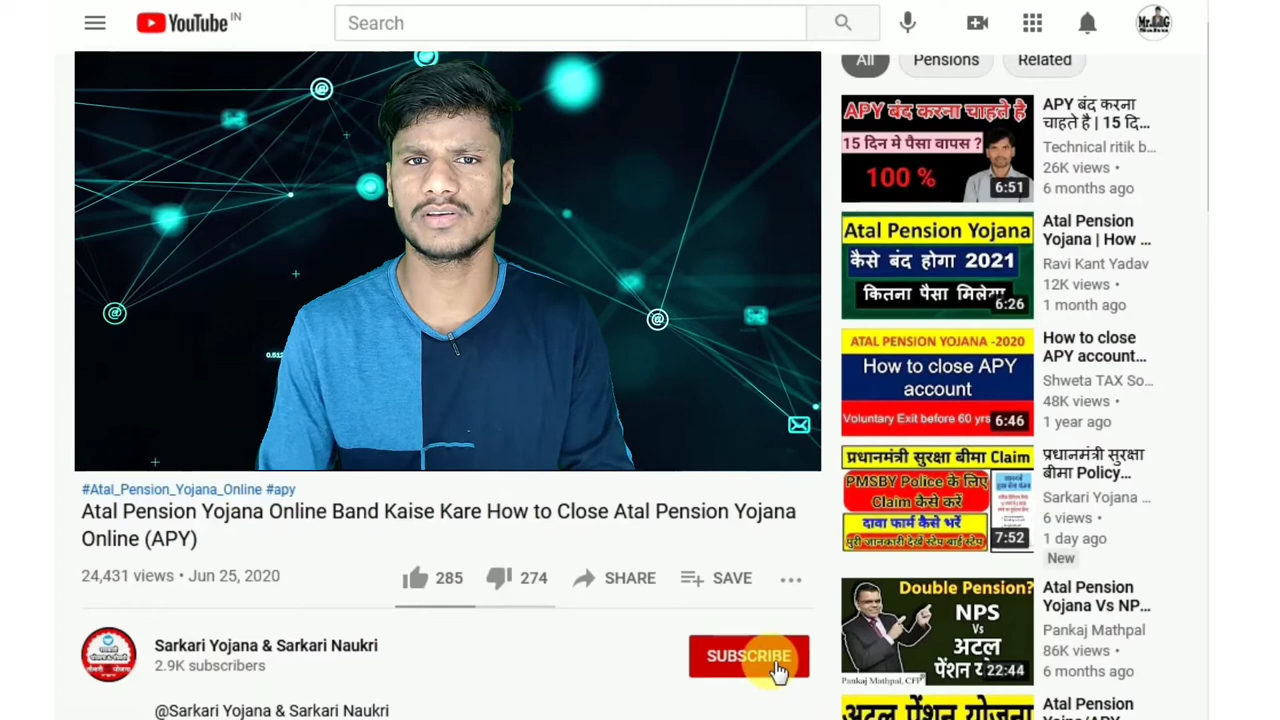 YouTube IN
Search
Mr. G
Sahu
#Atal_Pension_Yojana_Online #apy
Atal Pension Yojana Online Band Kaise Kare How to Close Atal Pension Yojana
Online (APY)
24,431 views • Jun 25, 2020
285
274
SHARE
SAVE
Sarkari Yojana & Sarkari Naukri
2.9K subscribers
SUBSCRIBE
@Sarkari Yojana & Sarkari Naukri
All
Pensions
Related
APY बंद करना चाहते है
15 दिन मे पैसा वापस ?
100 %
6:51
APY बंद करना
चाहते है | 15 दि...
Technical ritik b...
26K views •
6 months ago
Atal Pension Yojana
कैसे बंद होगा 2021
कितना पैसा मिलेगा
6:26
Atal Pension
Yojana | How ...
Ravi Kant Yadav
12K views •
1 month ago
ATAL PENSION YOJANA -2020
How to close APY
account
Voluntary Exit before 60 yrs
6:46
How to close
APY account...
Shweta TAX So...
48K views •
1 year ago
प्रधानमंत्री सुरक्षा बीमा Claim
PMSBY Police के लिए
Claim कैसे करें
दावा फार्म कैसे भरें
पुरी जानकारी देखें स्टेप बाई स्टेप
7:52
प्रधानमंत्री सुरक्षा
बीमा Policy...
Sarkari Yojana ...
6 views •
1 day ago
New
Double Pension?
NPS
Vs
अटल
पेंशन
Pankaj Mathpal, CFP
22:44
Atal Pension
Yojana Vs NP...
Pankaj Mathpal
86K views •
6 months ago
अटल पेंशन योजना
Atal Pension